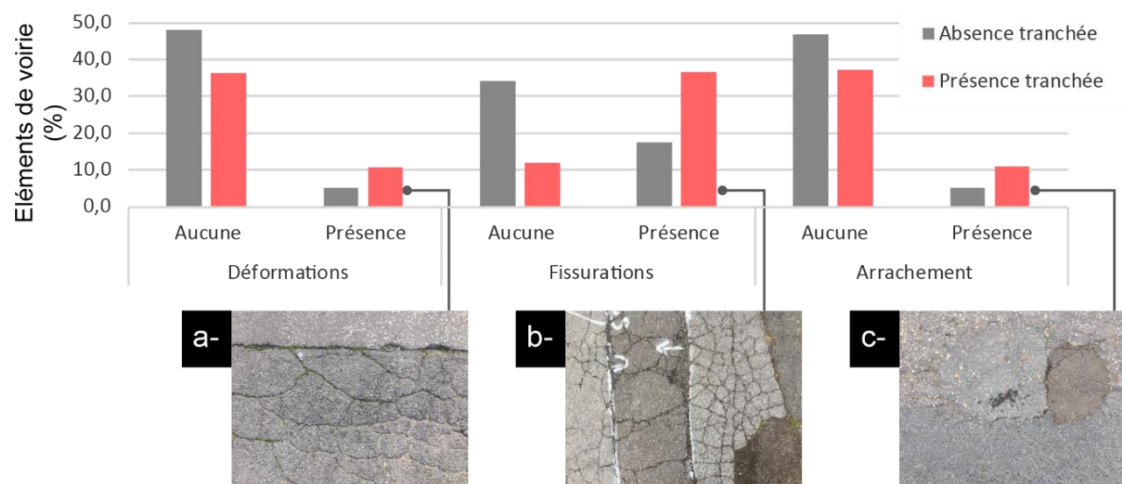 50,0
40,0
30,0
20,0
10,0
0,0
Eléments de voirie
(%)
Absence tranchée
Présence tranchée
Aucune Présence Aucune Présence Aucune Présence
Déformations Fissurations Arrachement
a- b- c-